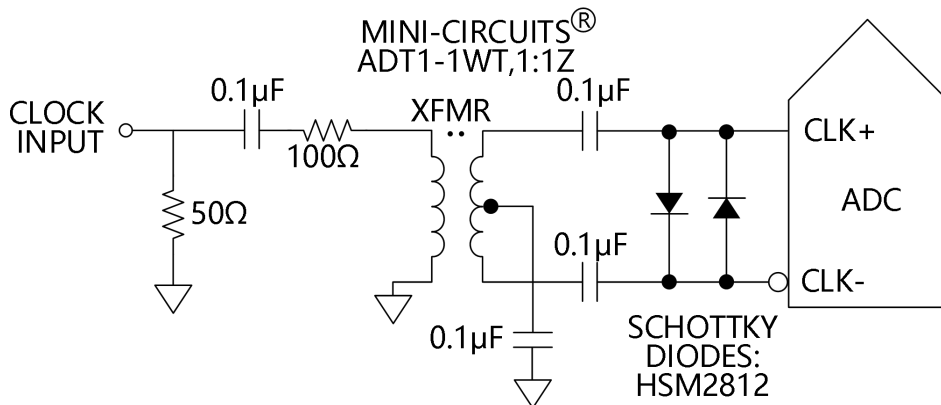 MINI-CIRCUITS®
ADT1-1WT,1:1Z
0.1µF
0.1µF
CLOCK
INPUT
XFMR
CLK+
100Ω
ADC
50Ω
0.1µF
CLK-
0.1µF
SCHOTTKY
DIODES:
HSM2812